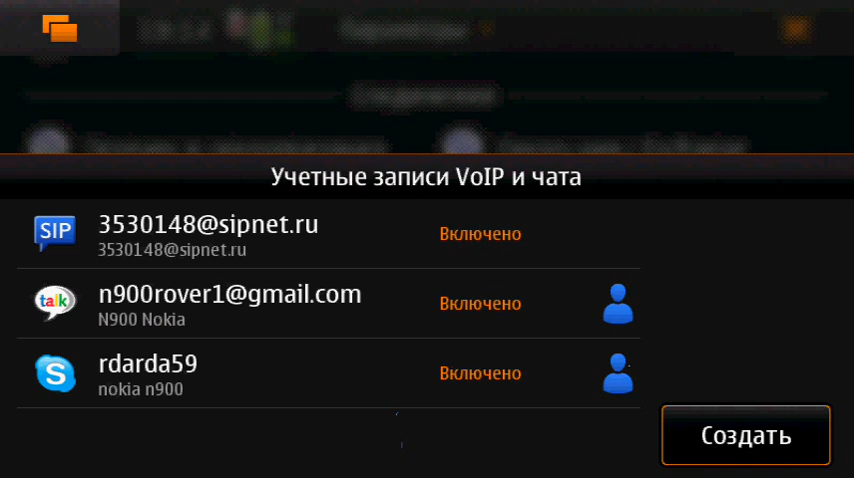 Учетные записи VoIP и чата
SIP
3530148@sipnet.ru
Включено
3530148@sipnet.ru
talk
n900rover1@gmail.com
Включено
N900 Nokia
S
rdarda59
Включено
nokia n900
Создать